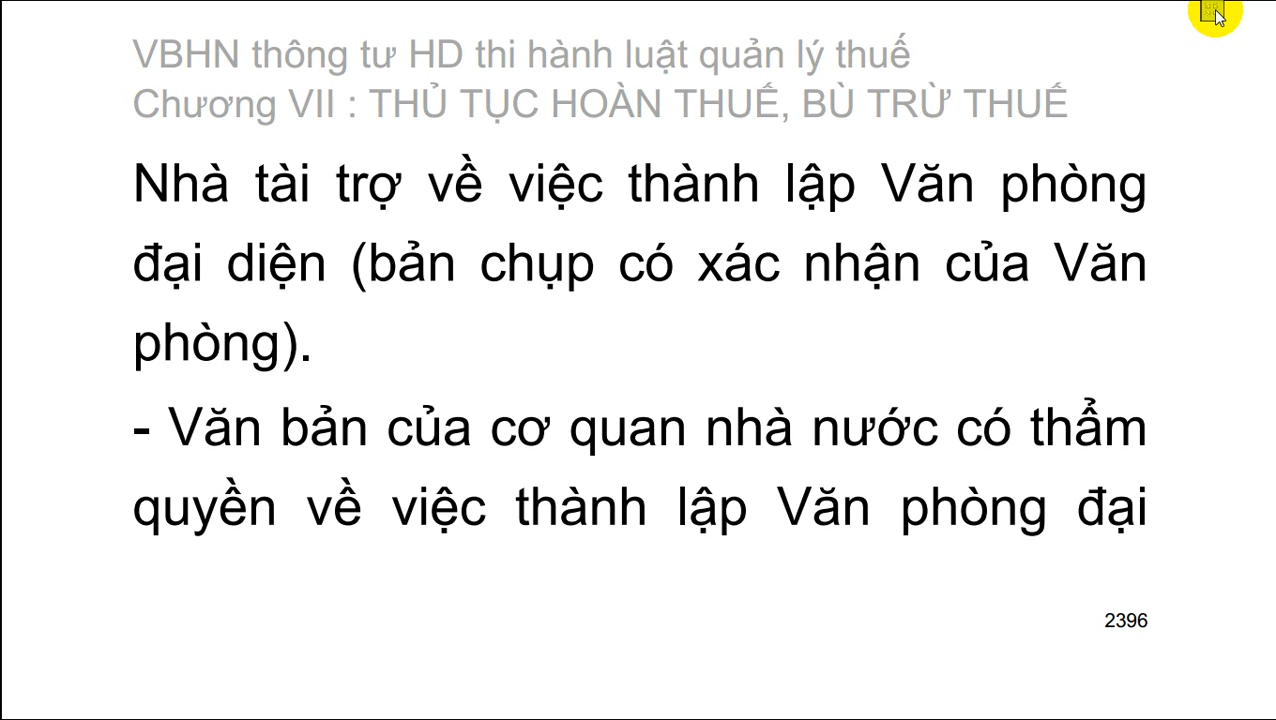 VBHN thông tư HD thi hành luật quản lý thuế
Chương VII : THỦ TỤC HOÀN THUẾ, BÙ TRỪ THUẾ
Nhà tài trợ về việc thành lập Văn phòng
đại diện (bản chụp có xác nhận của Văn
phòng).
- Văn bản của cơ quan nhà nước có thẩm
quyền về việc thành lập Văn phòng đại
2396